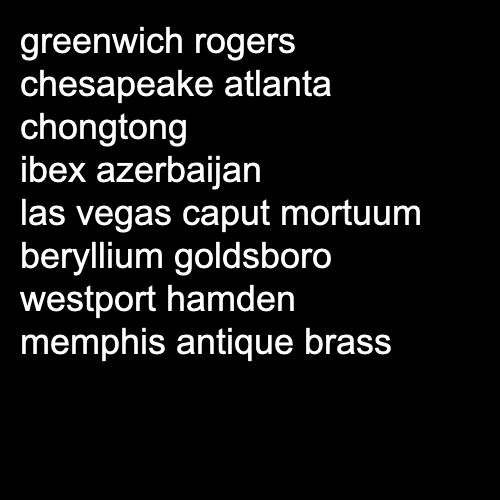 greenwich rogers
chesapeake atlanta
chongtong
ibex azerbaijan
las vegas caput mortuum
beryllium goldsboro
westport hamden
memphis antique brass